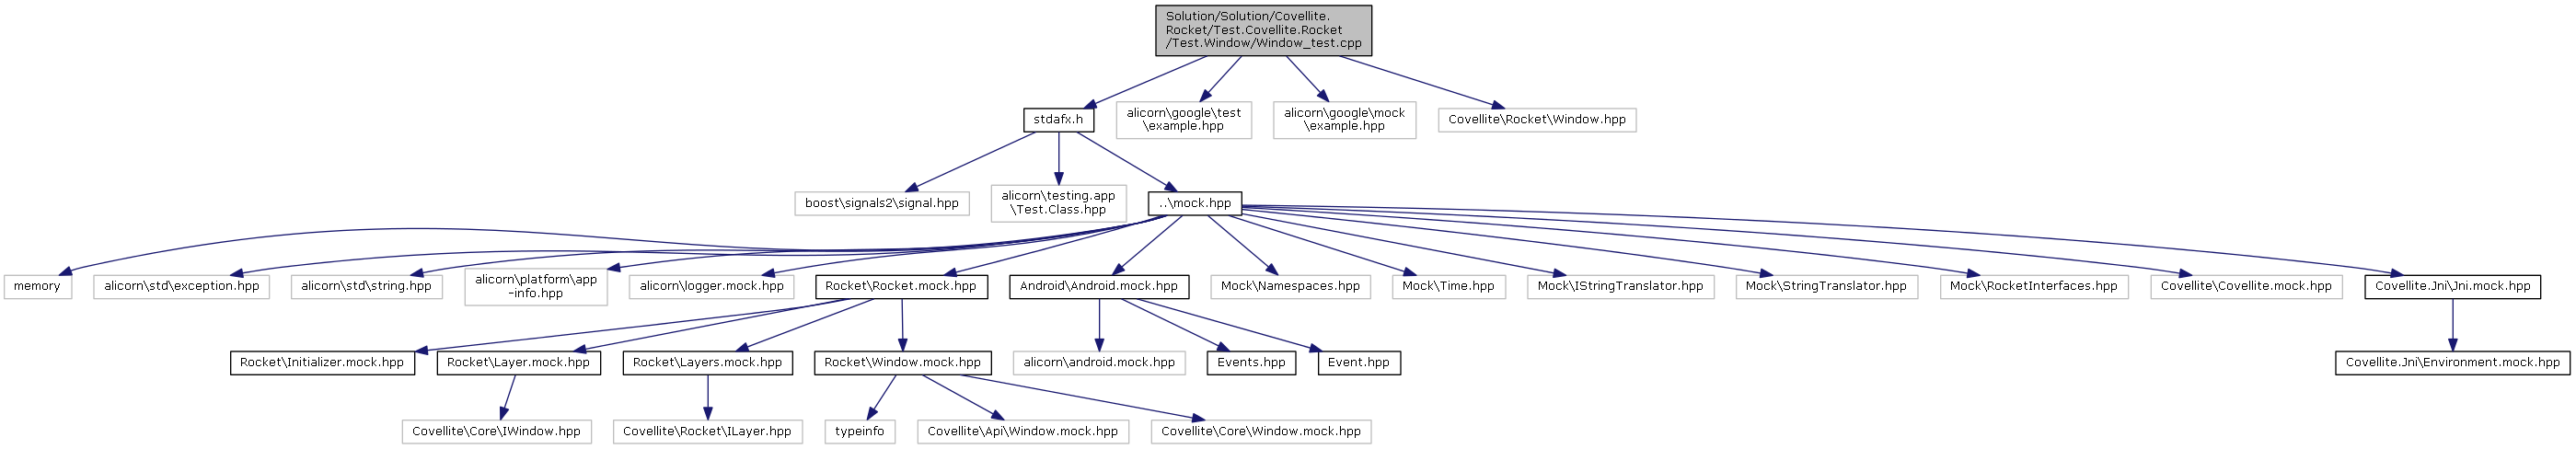 Solution/Solution/Covellite.
Rocket/Test.Covellite.Rocket
/Test.Window/Window_test.cpp
stdafx.h
alicorn\google\test
\example.hpp
alicorn\google\mock
\example.hpp
Covellite\Rocket\Window.hpp
boost\signals2\signal.hpp
alicorn\testing.app
\Test.Class.hpp
..\mock.hpp
memory
alicorn\std\exception.hpp
alicorn\std\string.hpp
alicorn\platform\app
-info.hpp
alicorn\logger.mock.hpp
Rocket\Rocket.mock.hpp
Android\Android.mock.hpp
Mock\Namespaces.hpp
Mock\Time.hpp
Mock\IStringTranslator.hpp
Mock\StringTranslator.hpp
Mock\RocketInterfaces.hpp
Covellite\Covellite.mock.hpp
Covellite.Jni\Jni.mock.hpp
Rocket\Initializer.mock.hpp
Rocket\Layer.mock.hpp
Rocket\Layers.mock.hpp
Rocket\Window.mock.hpp
alicorn\android.mock.hpp
Events.hpp
Event.hpp
Covellite.Jni\Environment.mock.hpp
Covellite\Core\IWindow.hpp
Covellite\Rocket\ILayer.hpp
typeinfo
Covellite\Api\Window.mock.hpp
Covellite\Core\Window.mock.hpp